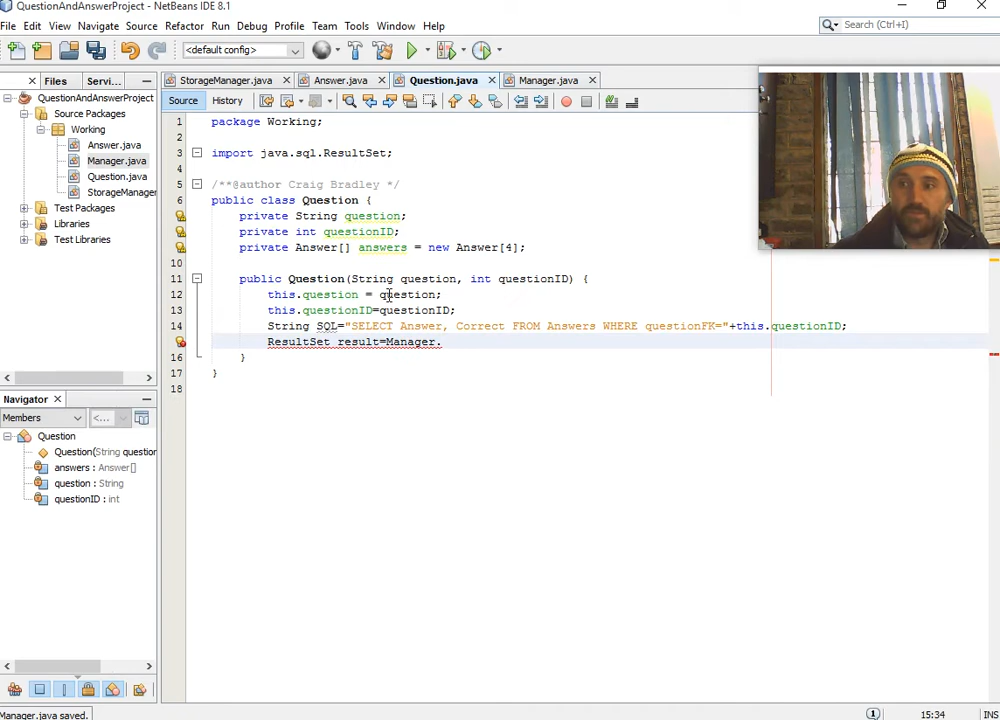 QuestionAndAnswerProject - NetBeans IDE 8.1
File Edit View Navigate Source Refactor Run Debug Profile Team Tools Window Help
Search (Ctrl+I)
<default config>
Files Servi...
StorageManager.java Answer.java Question.java Manager.java
Source History
QuestionAndAnswerProject
Source Packages
Working
Answer.java
Manager.java
Question.java
StorageManager
Test Packages
Libraries
Test Libraries
1 package Working;
2
3 import java.sql.ResultSet;
4
5 /**@author Craig Bradley */
6 public class Question {
private String question;
private int questionID;
private Answer[] answers = new Answer[4];
10
11 public Question(String question, int questionID) {
12 this.question = question;
13 this.questionID=questionID;
14 String SQL="SELECT Answer, Correct FROM Answers WHERE questionFK="+this.questionID;
ResultSet result=Manager.
16 }
17 }
18
Navigator
Members <...
Question
Question(String question
answers : Answer[]
question : String
questionID : int
Manager.java saved.
1
15:34
INS